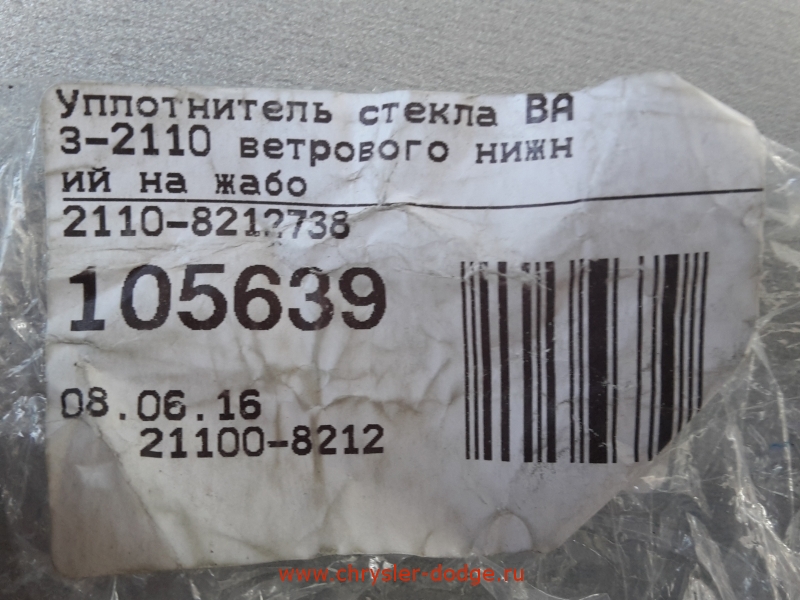 Уплотнитель стекла ВА
З-2110 ветрового нижн
ий на жабо
2110-8212738
105639
08.06.16
21100-8212
www.chrysler-dodge.ru